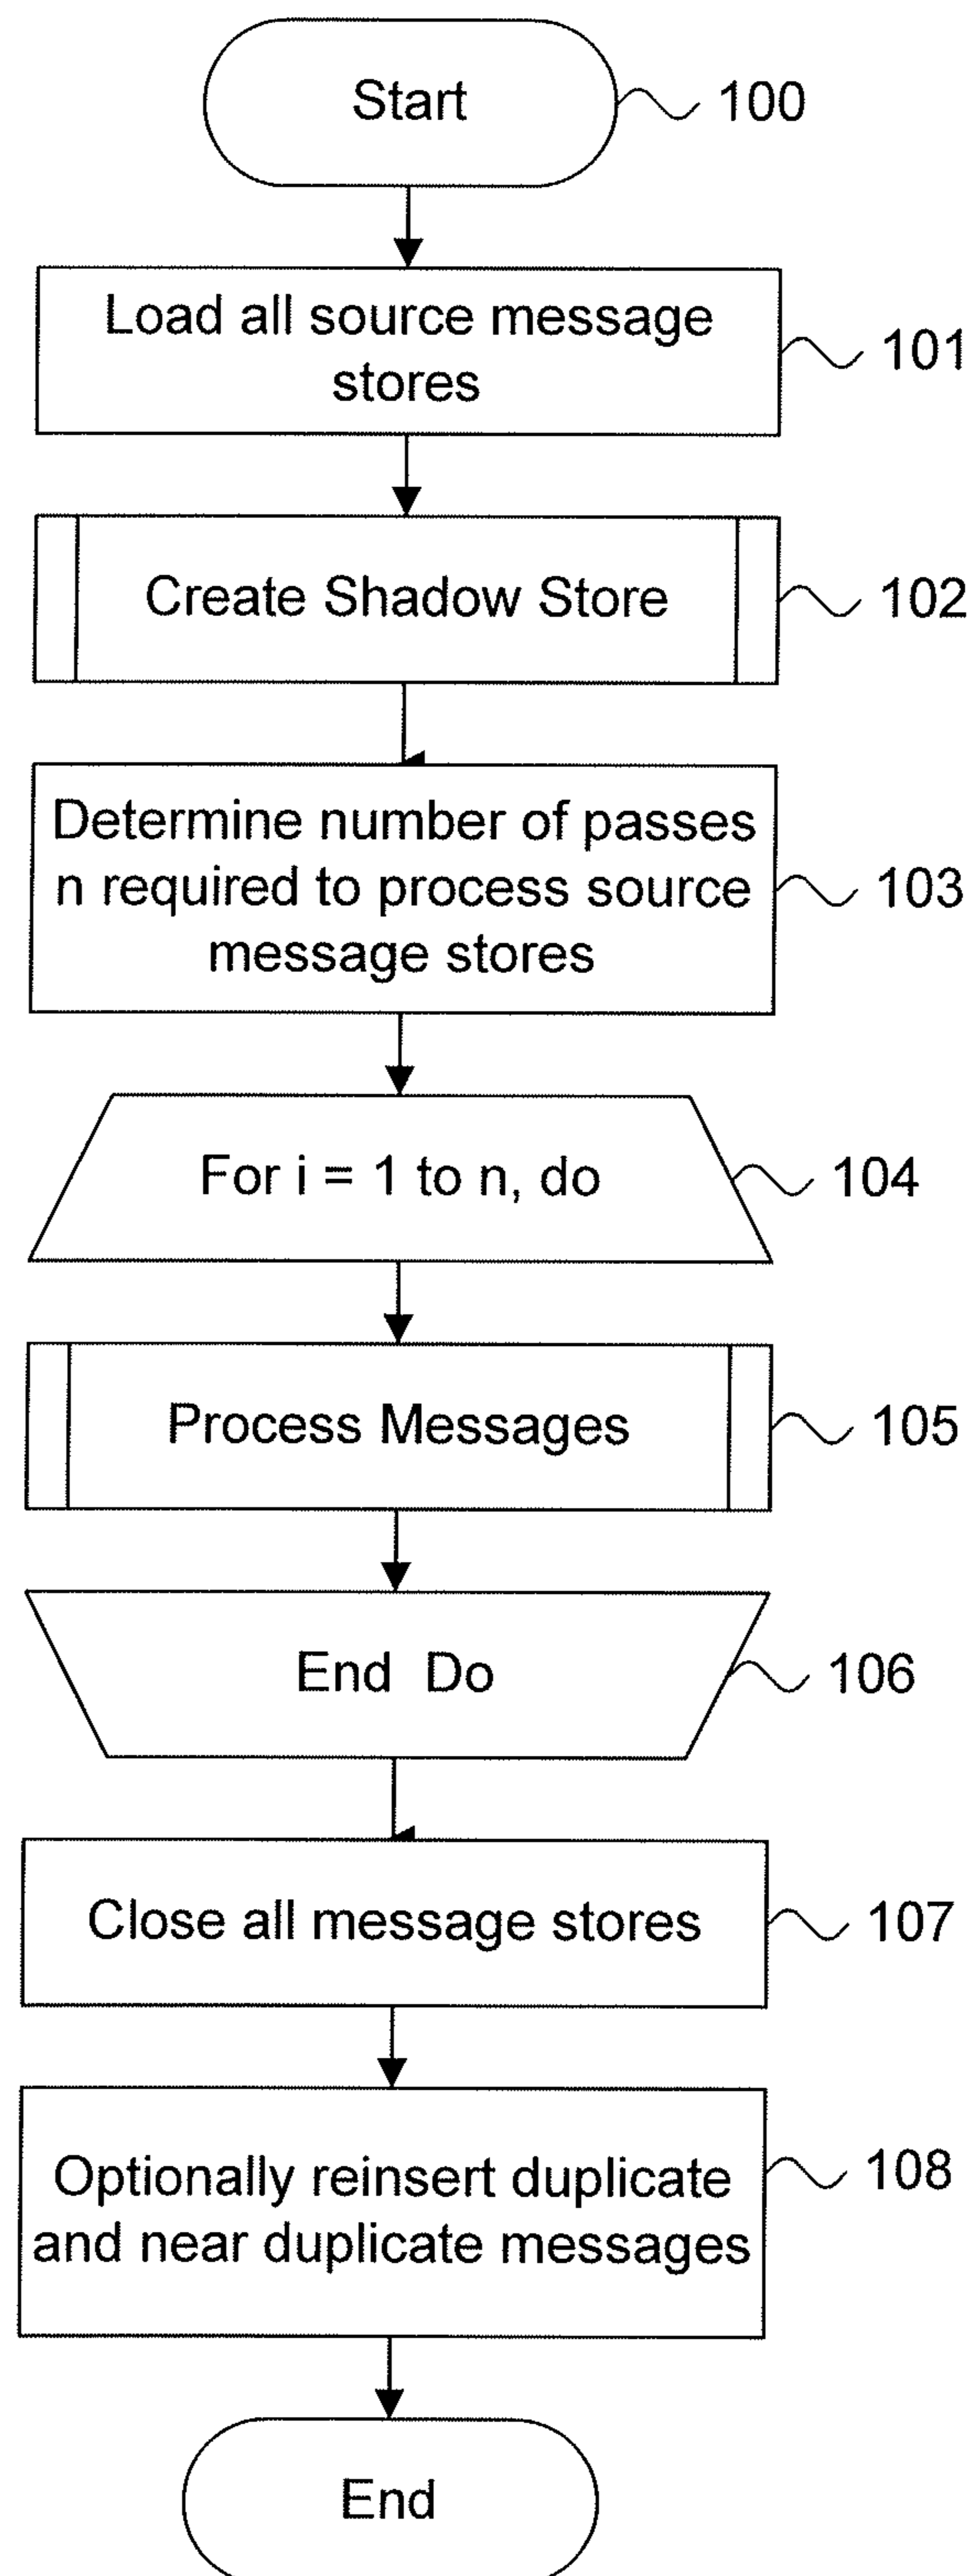 Start
100
Load all source message
stores
101
Create Shadow Store
102
Determine number of passes
n required to process source
message stores
103
For i = 1 to n, do
104
Process Messages
105
End Do
106
Close all message stores
107
Optionally reinsert duplicate
and near duplicate messages
108
End